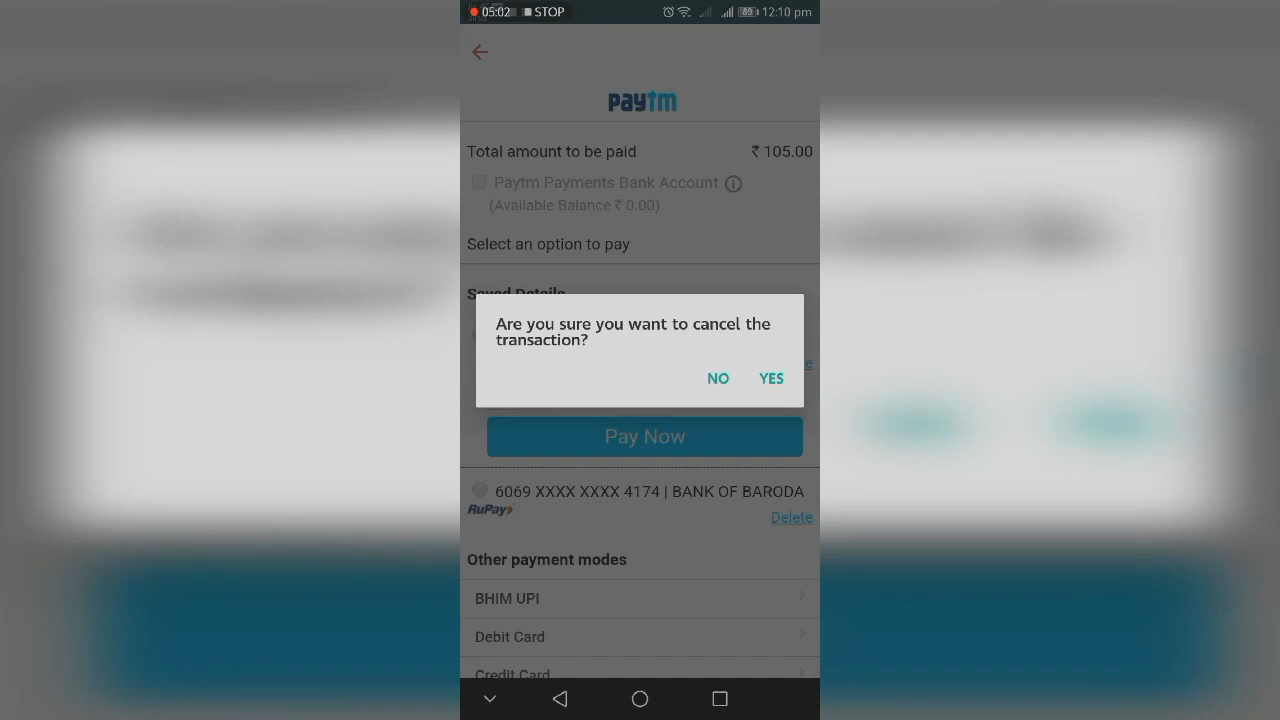 05:02 STOP 89 12:10 pm
paytm
Total amount to be paid ₹ 105.00
Paytm Payments Bank Account
(Available Balance ₹ 0.00)
Select an option to pay
Saved Details
Are you sure you want to cancel the
transaction?
NO YES
Pay Now
6069 XXXX XXXX 4174 | BANK OF BARODA
RuPay
Delete
Other payment modes
BHIM UPI
Debit Card
Credit Card